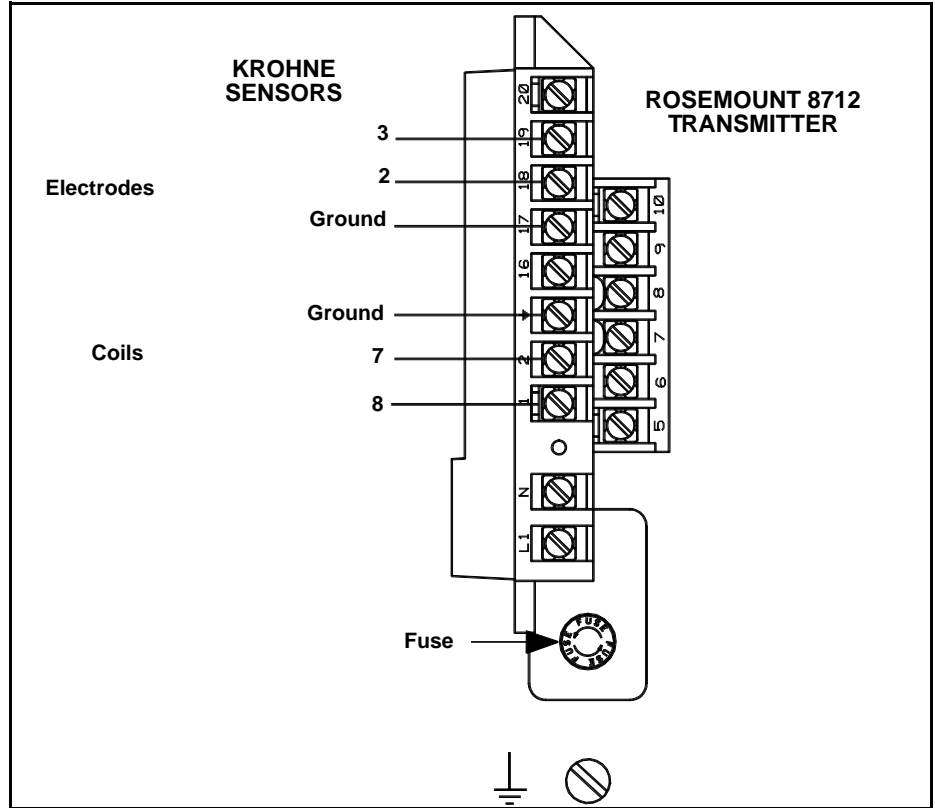 KROHNE
SENSORS
ROSEMOUNT 8712
TRANSMITTER
20
3
19
Electrodes
2
18
Ground
17
16
Ground
Coils
7
2
8
1
10
9
8
7
6
5
N
L1
Fuse
FUSE FUSE FUSE